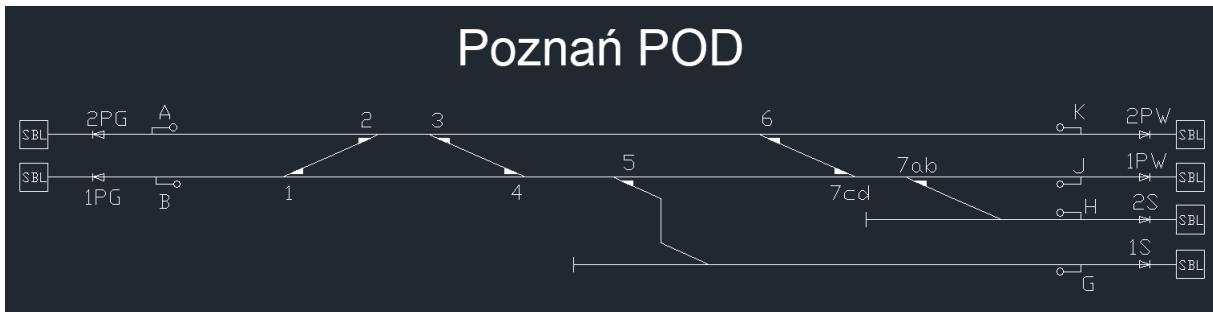 Poznań POD
2PG A 2 3 6 K 2PW
SBL SBL
5 7ab J 1PW
SBL SBL
1PG B 1 4 7cd
H 2S
SBL
1S
SBL
G